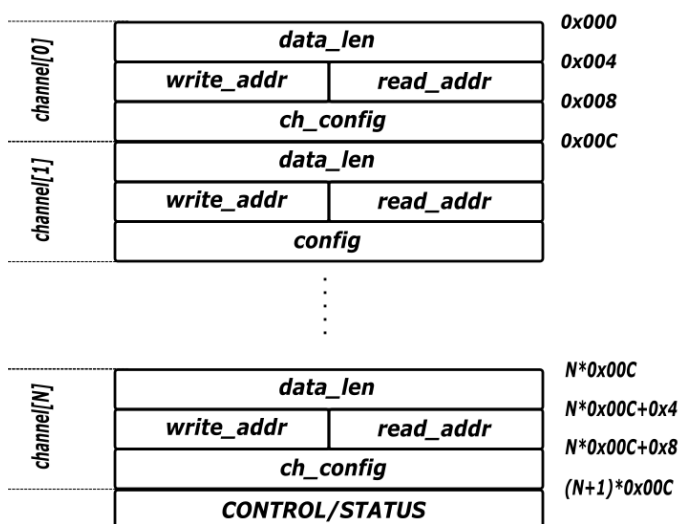 0x000
channel[0]
data_len
0x004
write_addr read_addr
0x008
ch_config
0x00C
channel[1]
data_len
write_addr read_addr
config
channel[N]
N*0x00C
data_len
N*0x00C+0x4
write_addr read_addr
N*0x00C+0x8
ch_config
(N+1)*0x00C
CONTROL/STATUS